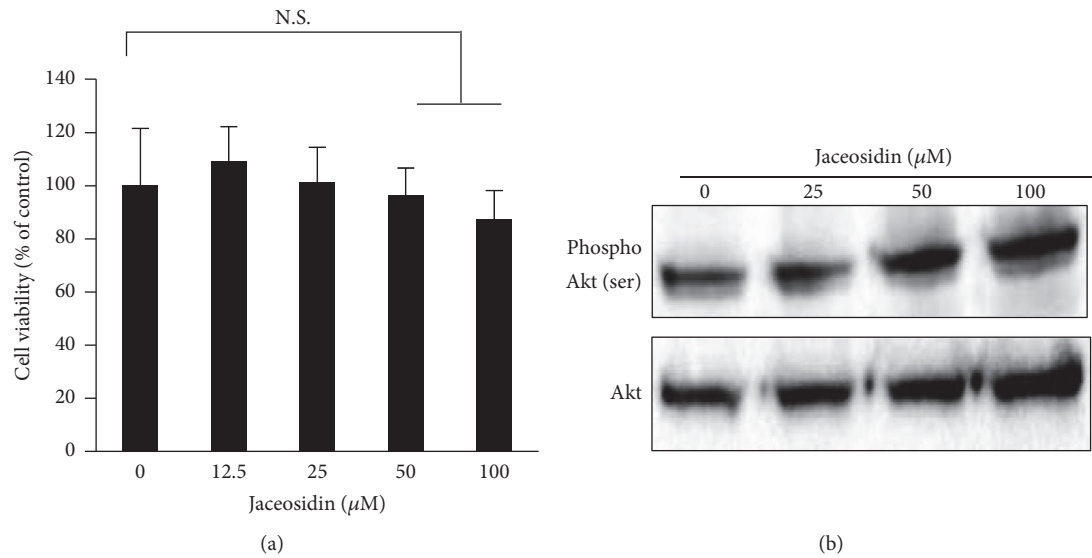 N.S.
140
120
100
80
60
40
20
0
Cell viability (% of control)
0 12.5 25 50 100
Jaceosidin (μM)
(a)
Jaceosidin (μM)
0 25 50 100
Phospho
Akt (ser)
Akt
(b)